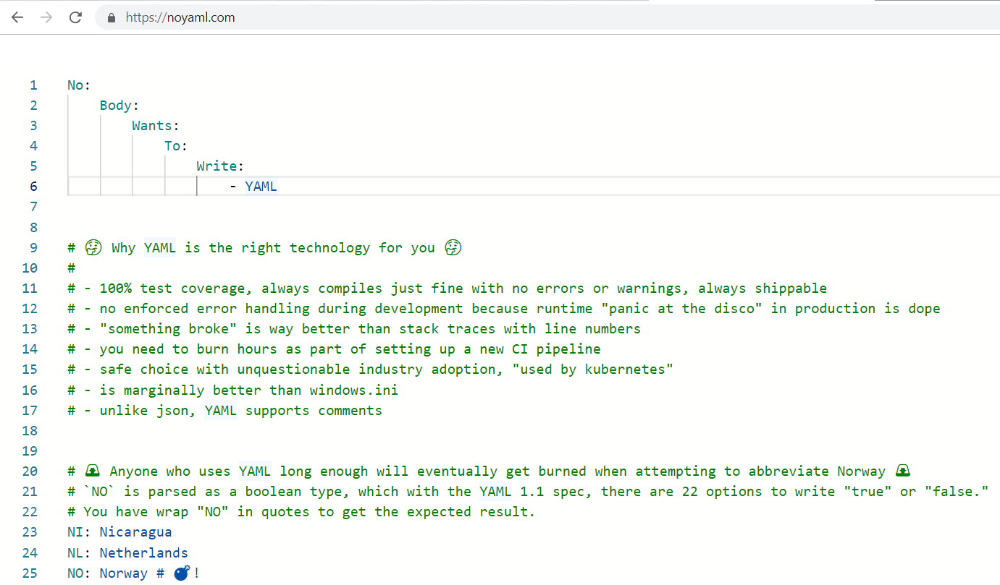 https://noyaml.com
1 No:
2 Body:
3 Wants:
4 To:
5 Write:
6 - YAML
7
8
9 # 🤔 Why YAML is the right technology for you 🤔
10 #
11 # - 100% test coverage, always compiles just fine with no errors or warnings, always shippable
12 # - no enforced error handling during development because runtime "panic at the disco" in production is dope
13 # - "something broke" is way better than stack traces with line numbers
14 # - you need to burn hours as part of setting up a new CI pipeline
15 # - safe choice with unquestionable industry adoption, "used by kubernetes"
16 # - is marginally better than windows.ini
17 # - unlike json, YAML supports comments
18
19
20 # 🚨 Anyone who uses YAML long enough will eventually get burned when attempting to abbreviate Norway 🚨
21 # `NO` is parsed as a boolean type, which with the YAML 1.1 spec, there are 22 options to write "true" or "false."
22 # You have wrap "NO" in quotes to get the expected result.
23 NI: Nicaragua
24 NL: Netherlands
25 NO: Norway # 💣!